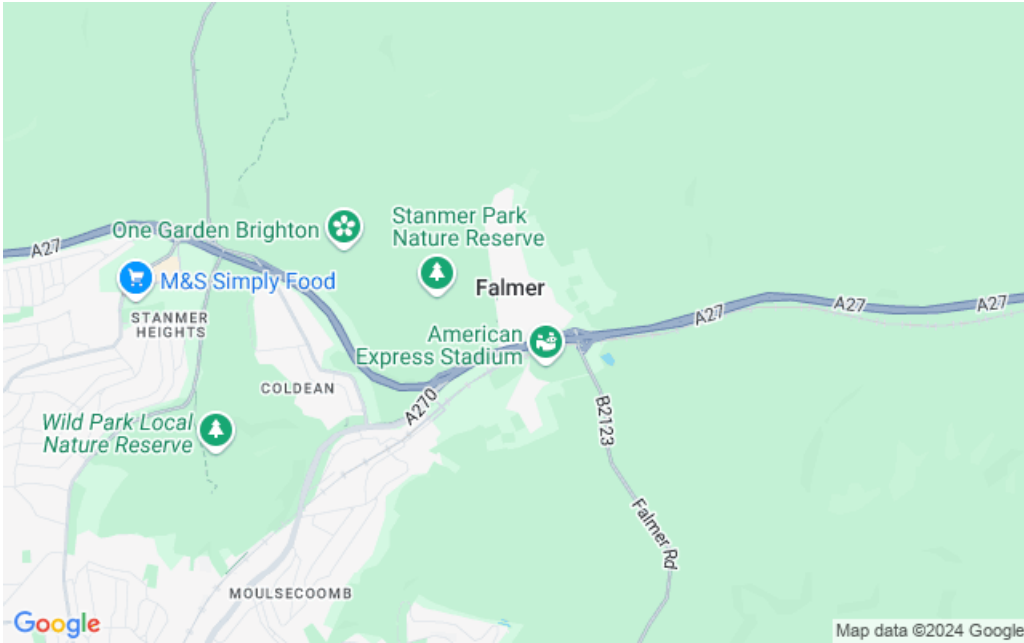 Stanmer Park
Nature Reserve
One Garden Brighton
A27
M&S Simply Food
Falmer
A27
A27
A27
STANMER
HEIGHTS
American
Express Stadium
COLDEAN
A270
B2123
Wild Park Local
Nature Reserve
Falmer Rd
MOULSECOOMB
Google
Map data ©2024 Google